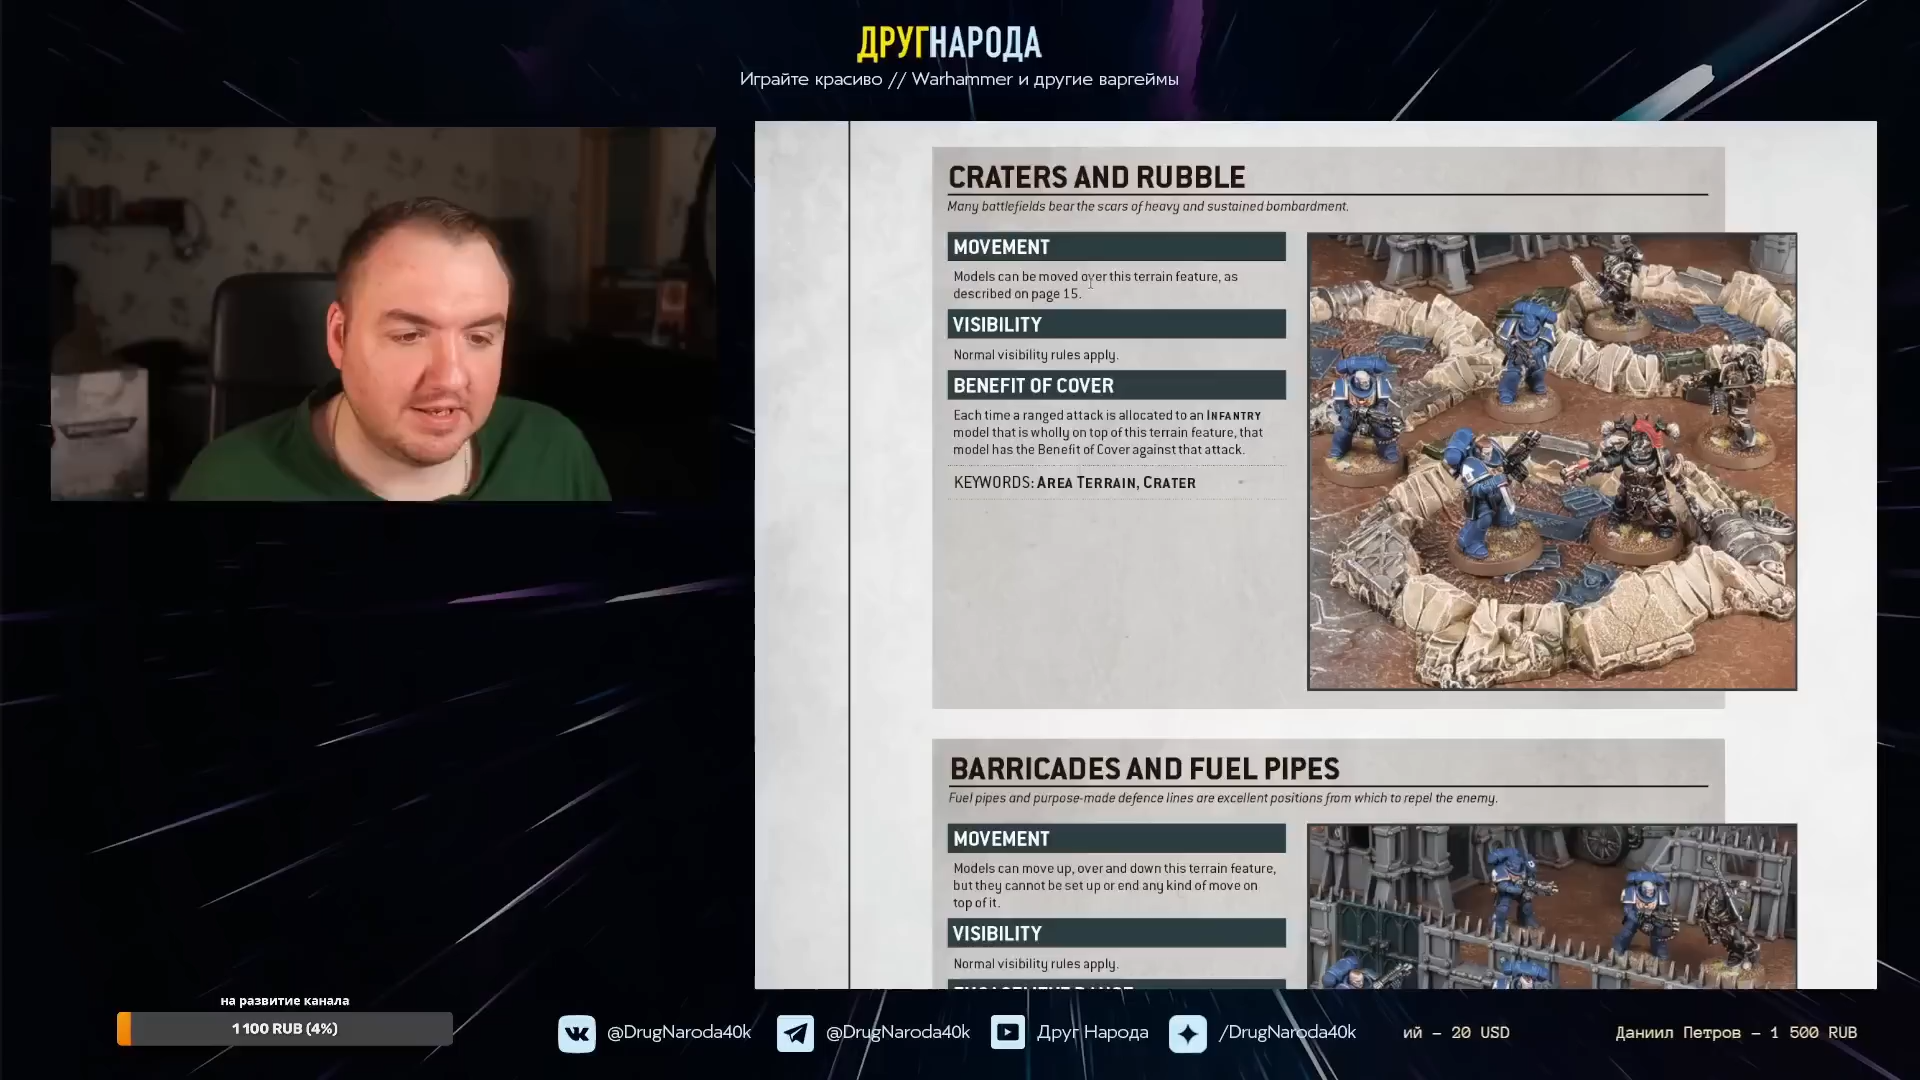 ДРУГНАРОДА
Играйте красиво // Warhammer и другие варгеймы
CRATERS AND RUBBLE
Many battlefields bear the scars of heavy and sustained bombardment.
MOVEMENT
Models can be moved over this terrain feature, as
described on page 15.
VISIBILITY
Normal visibility rules apply.
BENEFIT OF COVER
Each time a ranged attack is allocated to an INFANTRY
model that is wholly on top of this terrain feature, that
model has the Benefit of Cover against that attack.
KEYWORDS: AREA TERRAIN, CRATER
BARRICADES AND FUEL PIPES
Fuel pipes and purpose-made defence lines are excellent positions from which to repel the enemy.
MOVEMENT
Models can move up, over and down this terrain feature,
but they cannot be set up or end any kind of move on
top of it.
VISIBILITY
Normal visibility rules apply.
на развитие канала
1 100 RUB (4%)
@DrugNaroda40k
@DrugNaroda40k
Друг Народа
/DrugNaroda40k
ий – 20 USD
Даниил Петров – 1 500 RUB